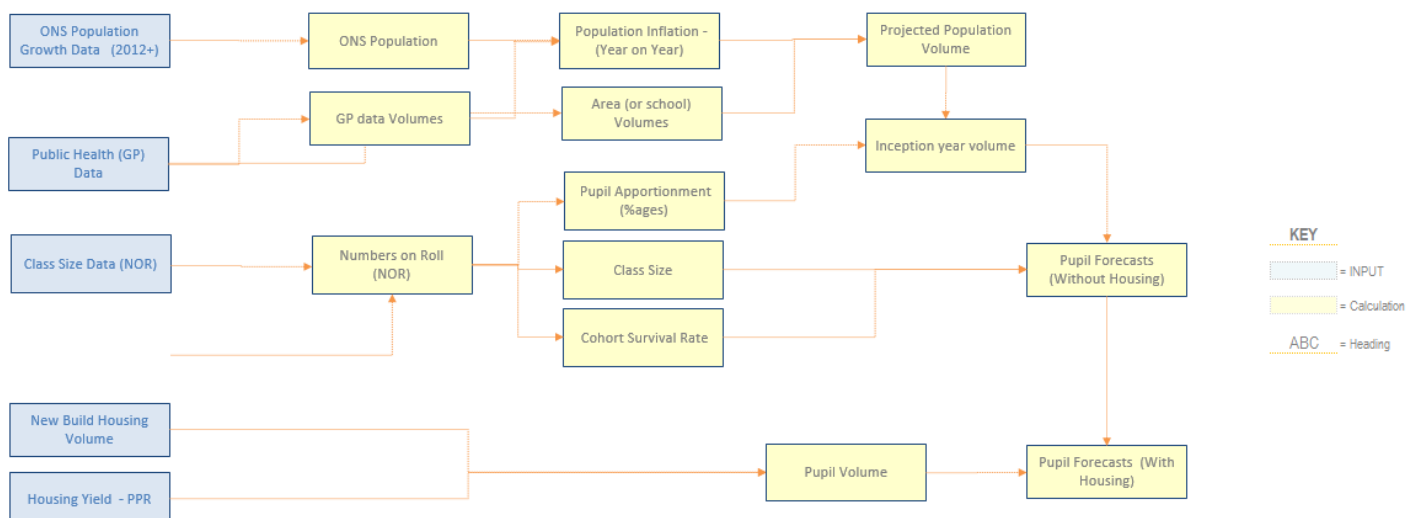 ONS Population
Growth Data (2012+)
ONS Population
Population Inflation -
(Year on Year)
Projected Population
Volume
GP data Volumes
Area (or school)
Volumes
Public Health (GP)
Data
Inception year volume
Pupil Apportionment
(%ages)
Class Size Data (NOR)
Numbers on Roll
(NOR)
Class Size
Pupil Forecasts
(Without Housing)
Cohort Survival Rate
New Build Housing
Volume
Housing Yield - PPR
Pupil Volume
Pupil Forecasts (With
Housing)
KEY
= INPUT
= Calculation
ABC = Heading